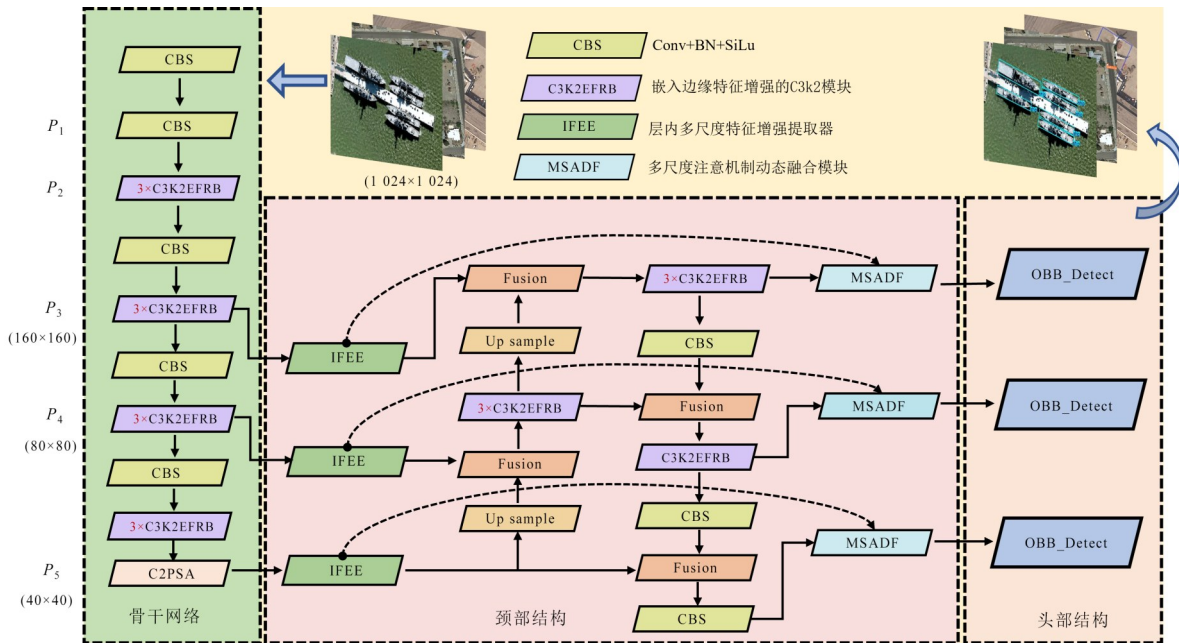 CBS
P1
CBS
P2
3×C3K2EFRB
CBS
P3
(160×160)
3×C3K2EFRB
CBS
P4
(80×80)
3×C3K2EFRB
CBS
3×C3K2EFRB
P5
(40×40)
C2PSA
骨干网络
(1 024×1 024)
CBS
Conv+BN+SiLu
C3K2EFRB
嵌入边缘特征增强的C3k2模块
IFEE
层内多尺度特征增强提取器
MSADF
多尺度注意机制动态融合模块
Fusion
3×C3K2EFRB
MSADF
IFEE
Up sample
CBS
3×C3K2EFRB
Fusion
MSADF
IFEE
Fusion
C3K2EFRB
Up sample
CBS
MSADF
IFEE
Fusion
CBS
颈部结构
OBB_Detect
OBB_Detect
OBB_Detect
头部结构